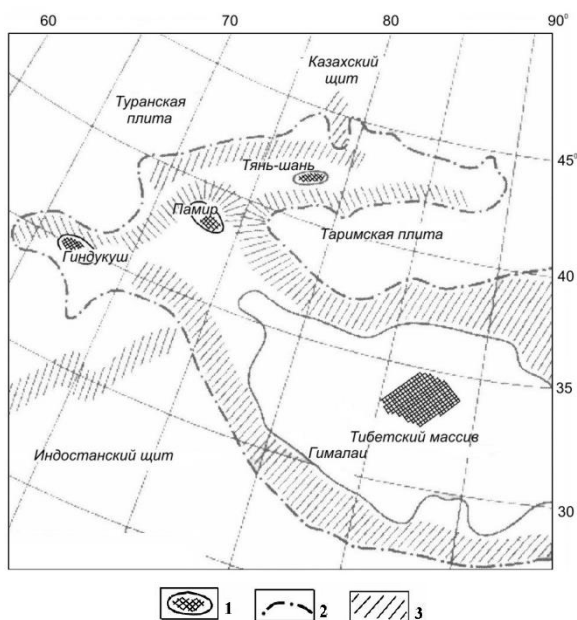 60
70
80
90°
Казахский
щит
Туранская
плита
45°
Тянь-шань
Памир
Таримская плита
Гиндукуш
40
35
Тибетский массив
Гималаи
Индостанский щит
30
1
2
3